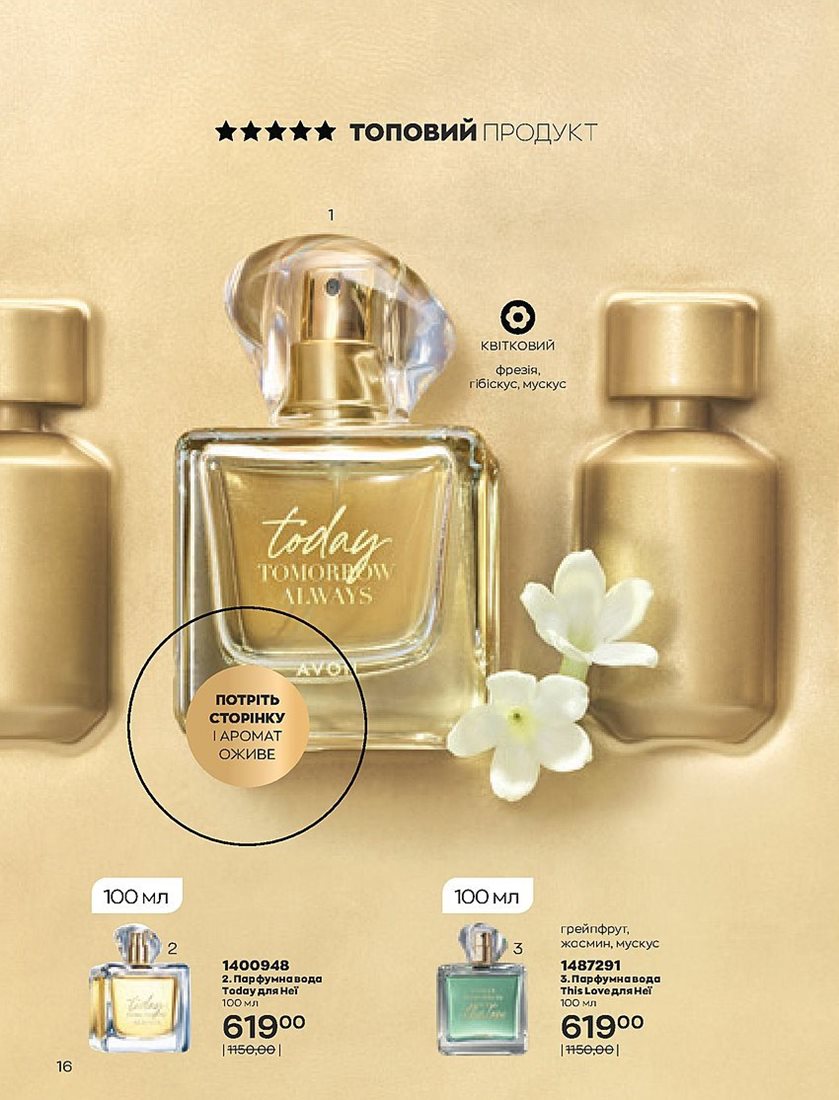 ТОПОВИЙ ПРОДУКТ
1
КВІТКОВИЙ
фрезія,
гібіскус, мускус
today
TOMORROW
ALWAYS
AVON
ПОТРІТЬ
СТОРІНКУ
І АРОМАТ
ОЖИВЕ
100 мл
2
1400948
2. Парфумна вода
Today для Неї
100 мл
619⁰⁰
|1150,00|
100 мл
3
грейпфрут,
жасмин, мускус
1487291
3. Парфумна вода
This Love для Неї
100 мл
619⁰⁰
|1150,00|
16